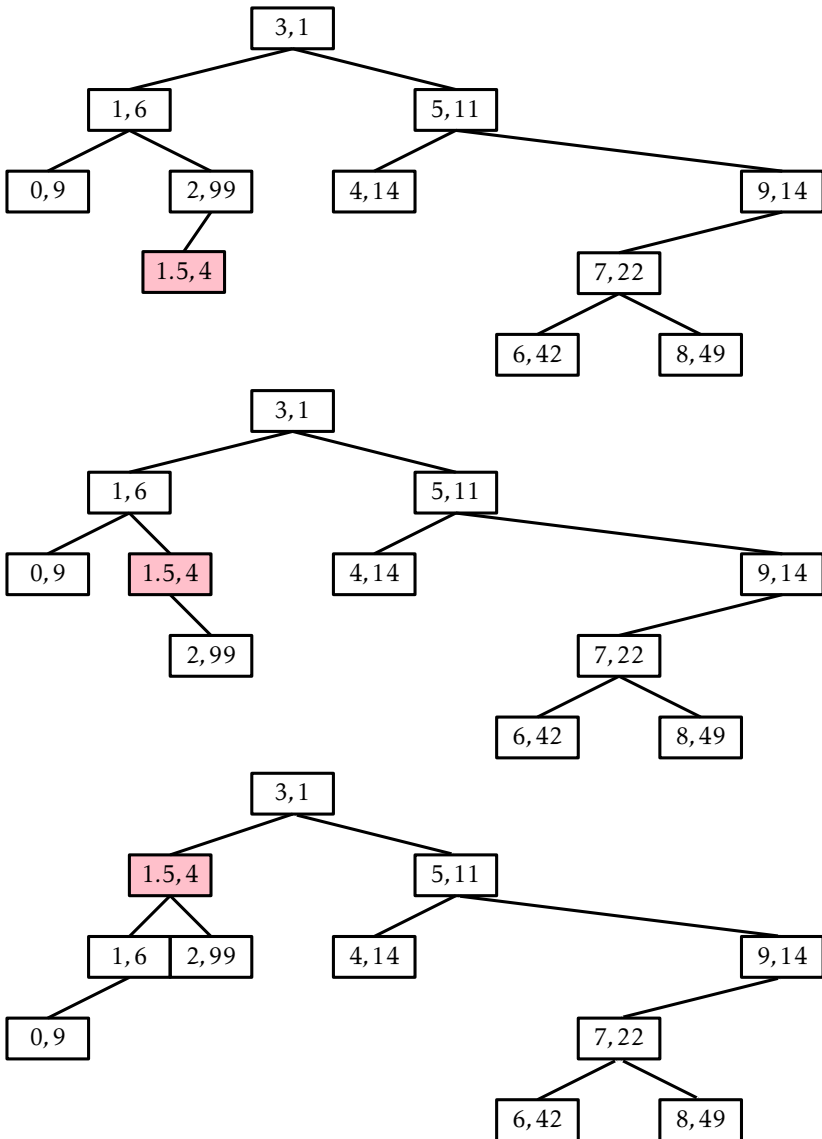 3, 1
1, 6 5, 11
0, 9 2, 99 4, 14 9, 14
1.5, 4 7, 22
6, 42 8, 49
3, 1
1, 6 5, 11
0, 9 1.5, 4 4, 14 9, 14
2, 99 7, 22
6, 42 8, 49
3, 1
1.5, 4 5, 11
1, 6 2, 99 4, 14 9, 14
0, 9 7, 22
6, 42 8, 49